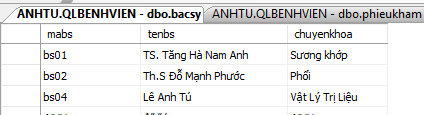 ANHTU.QLBENHVIEN - dbo.bacsy ANHTU.QLBENHVIEN - dbo.phieukham
mabs tenbs chuyenkhoa
bs01 TS. Tăng Hà Nam Anh Sương khớp
bs02 Th.S Đỗ Mạnh Phước Phổi
bs04 Lê Anh Tú Vật Lý Trị Liệu